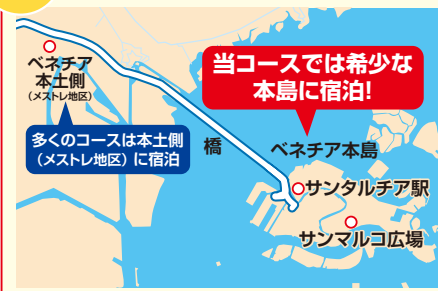 ベネチア
本土側
(メストレ地区)
多くのコースは本土側
(メストレ地区)に宿泊
当コースでは希少な
本島に宿泊!
橋
ベネチア本島
サンタルチア駅
サンマルコ広場